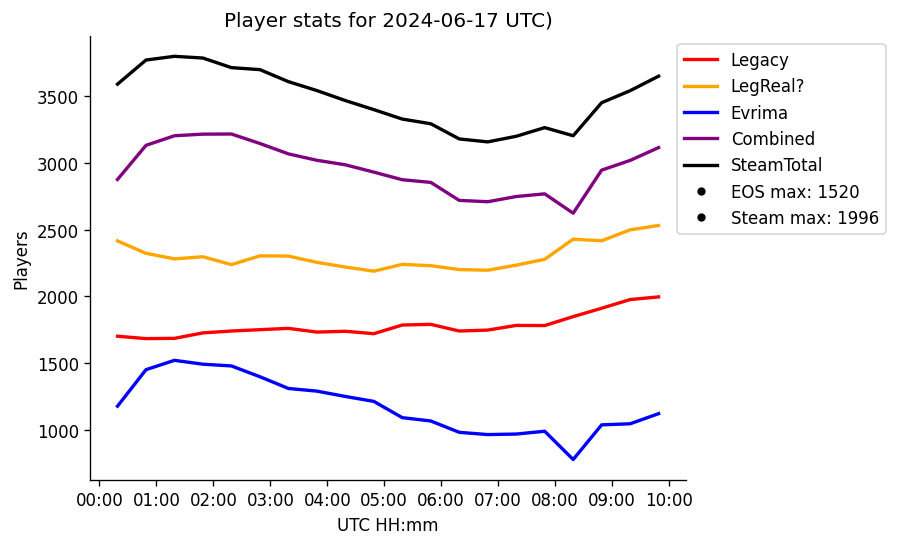 Player stats for 2024-06-17 UTC)
Players
3500
3000
2500
2000
1500
1000
00:00 01:00 02:00 03:00 04:00 05:00 06:00 07:00 08:00 09:00 10:00
UTC HH:mm
Legacy
LegReal?
Evrima
Combined
SteamTotal
EOS max: 1520
Steam max: 1996